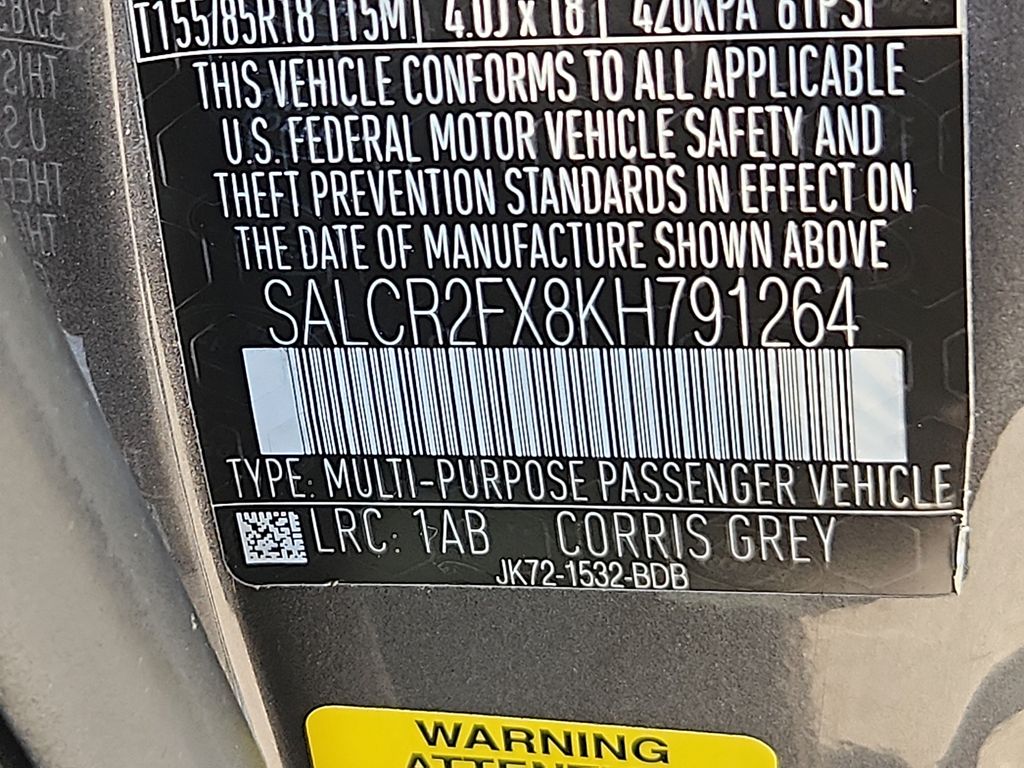 T155/85R18 115M 4.0J x 18 420KPA 61PSI
THIS VEHICLE CONFORMS TO ALL APPLICABLE
U.S. FEDERAL MOTOR VEHICLE SAFETY AND
THEFT PREVENTION STANDARDS IN EFFECT ON
THE DATE OF MANUFACTURE SHOWN ABOVE
SALCR2FX8KH791264
TYPE: MULTI-PURPOSE PASSENGER VEHICLE
LRC: 1AB CORRIS GREY
JK72-1532-BDB
WARNING